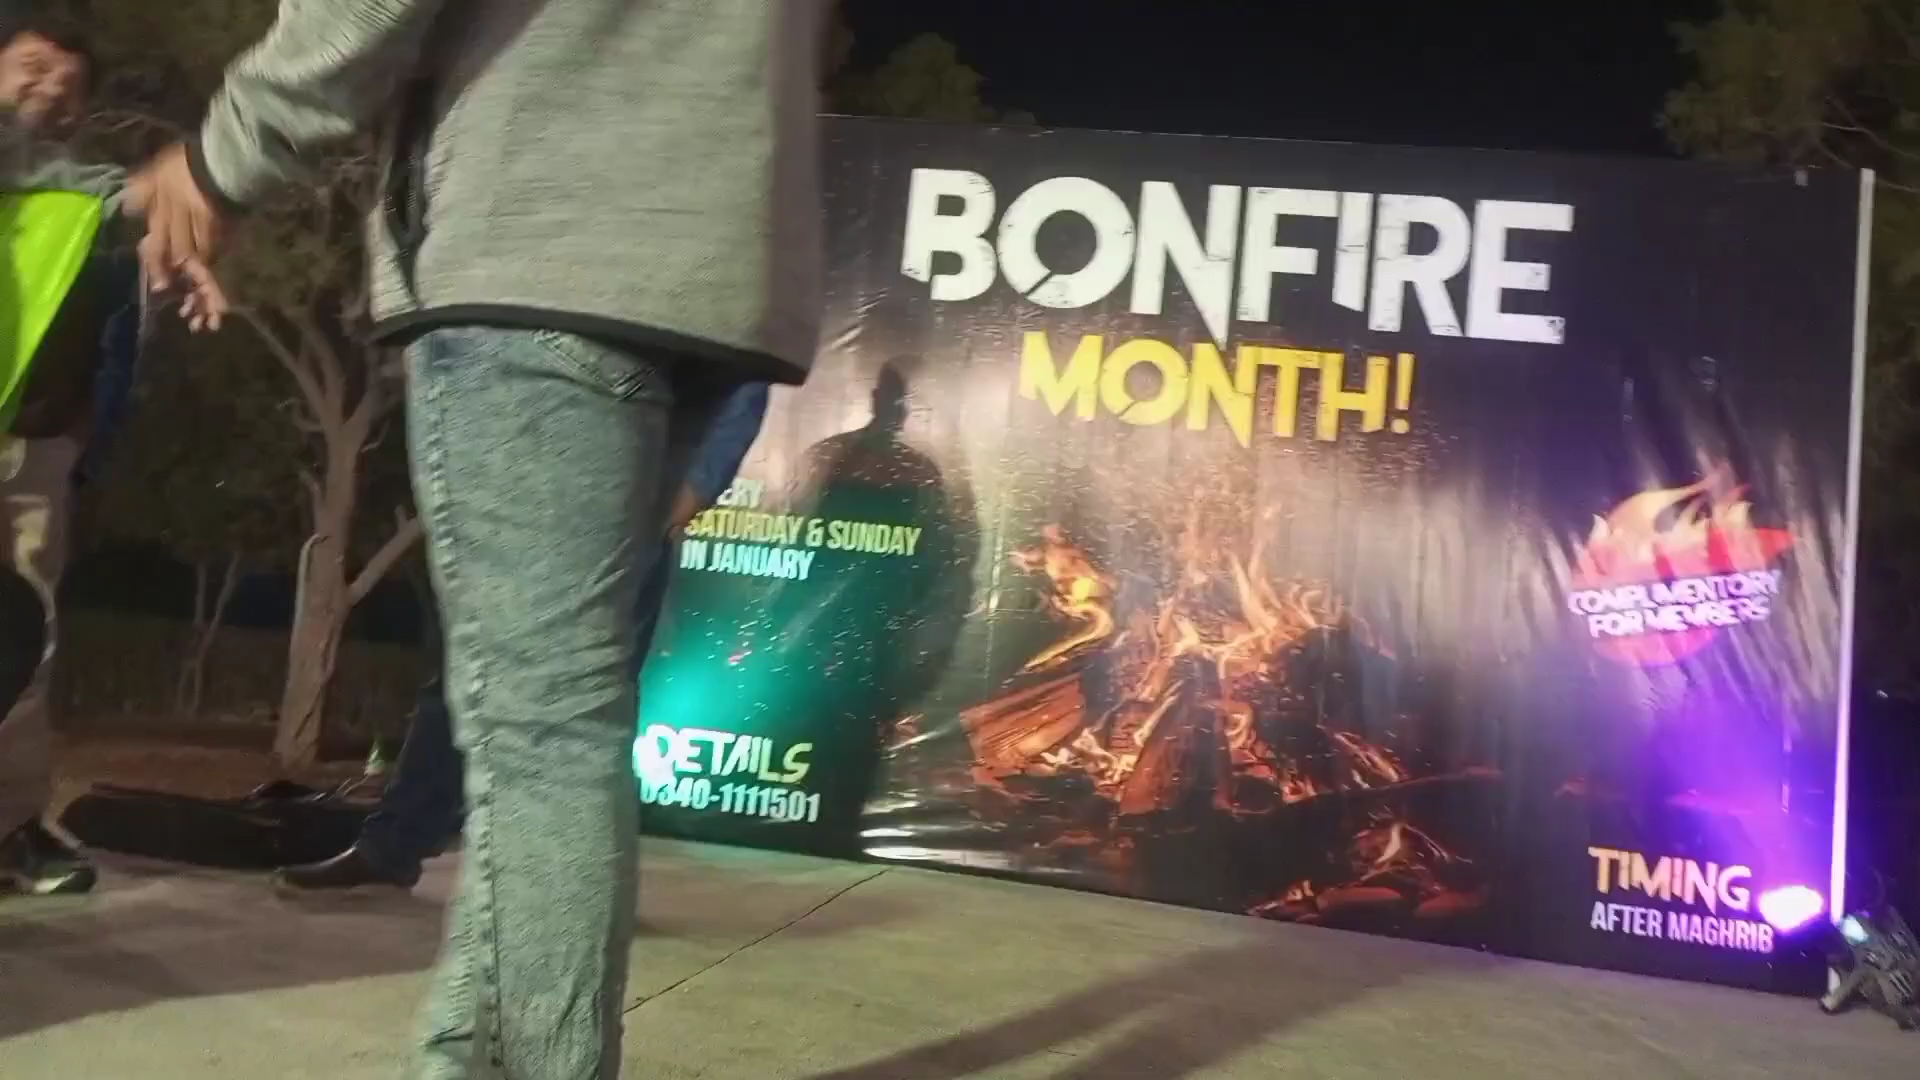 BONFIRE
MONTH!
SATURDAY & SUNDAY
IN JANUARY
COMPLIMENTORY
FOR MEMBERS
DETAILS
0340-1111501
TIMING
AFTER MAGHRIB